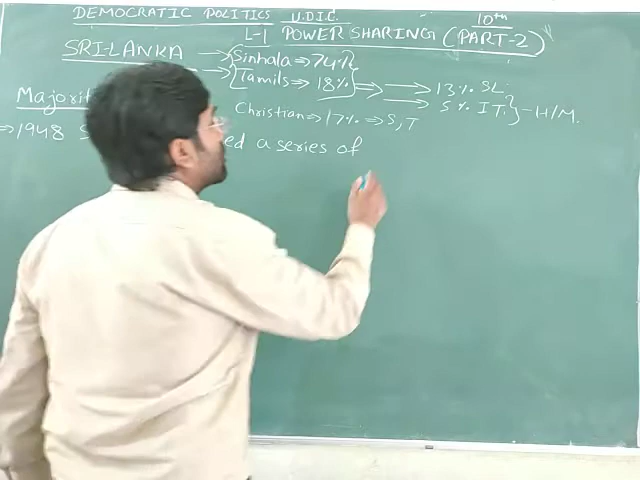 DEMOCRATIC POLITICS U.D.I.C. 10th
L-1 POWER SHARING (PART-2)
SRI-LANKA → Sinhala ⇒ 74%
→ Tamils ⇒ 18% ⇒ → 13% SL.
→ 5% IT. } - H/M.
Majorit
Christian ⇒ 17% ⇒ S, T
⇒ 1948 S ed a series of